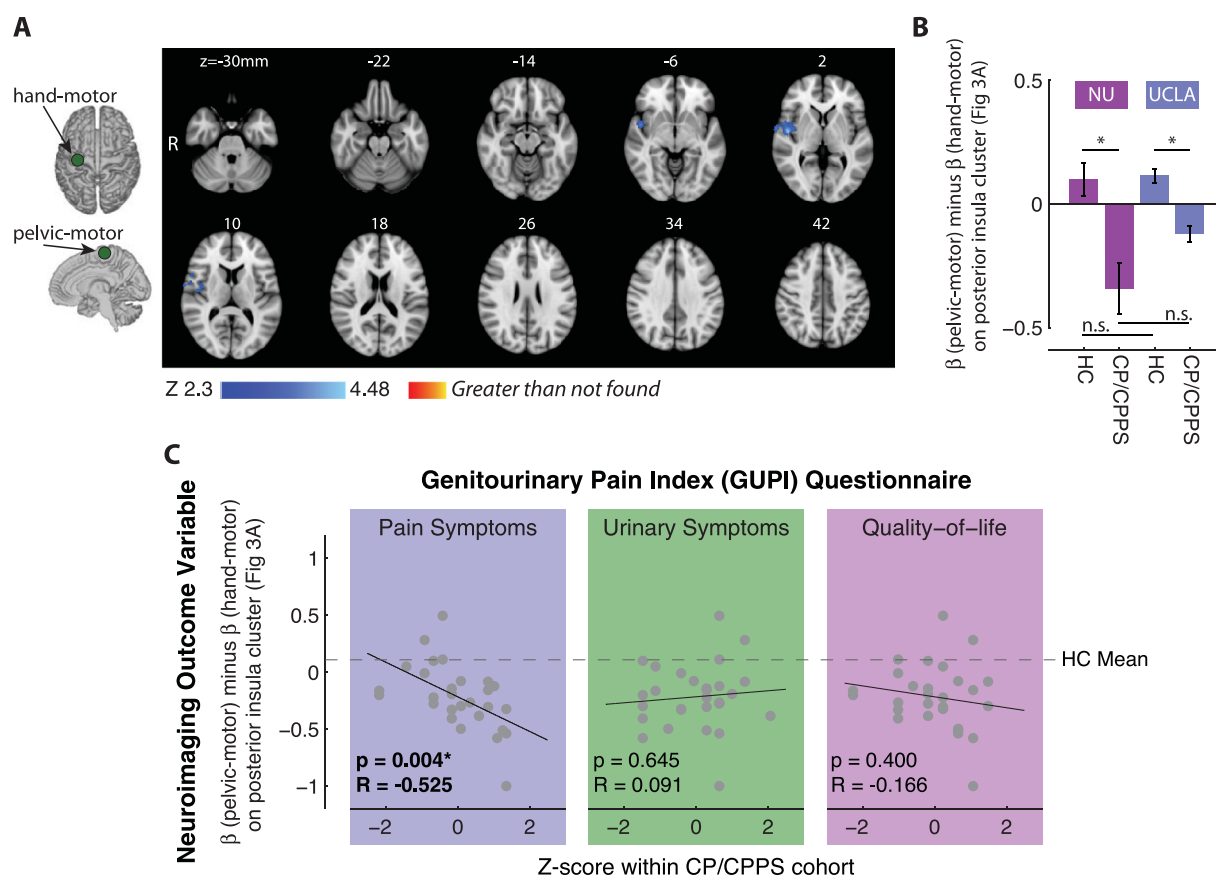 A
z=-30mm
-22
-14
-6
2
hand-motor
R
pelvic-motor
10
18
26
34
42
Z 2.3
4.48
Greater than not found
B
β (pelvic-motor) minus β (hand-motor)
on posterior insula cluster (Fig 3A)
0.5
0
−0.5
NU
UCLA
*
*
n.s.
n.s.
HC
CP/CPPS
HC
CP/CPPS
C
Genitourinary Pain Index (GUPI) Questionnaire
Neuroimaging Outcome Variable
β (pelvic-motor) minus β (hand-motor)
on posterior insula cluster (Fig 3A)
Pain Symptoms
Urinary Symptoms
Quality−of−life
1
0.5
0
−0.5
−1
HC Mean
p = 0.004*
R = -0.525
p = 0.645
R = 0.091
p = 0.400
R = -0.166
−2
0
2
−2
0
2
−2
0
2
Z-score within CP/CPPS cohort